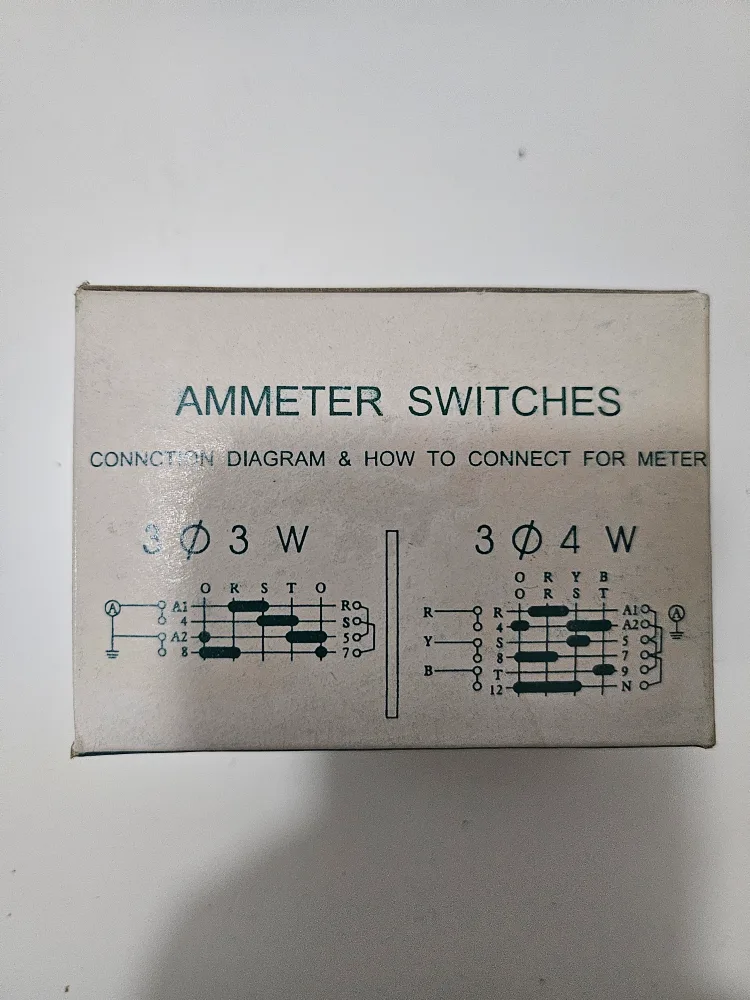 AMMETER SWITCHES
CONNCTION DIAGRAM & HOW TO CONNECT FOR METER
3 Ø 3 W
O R S T O
A A1 R
4 S
A2 5
8 7
3 Ø 4 W
O R Y B
O R S T
R R A1 A
4 A2
Y S 5
8 7
B T 9
12 N